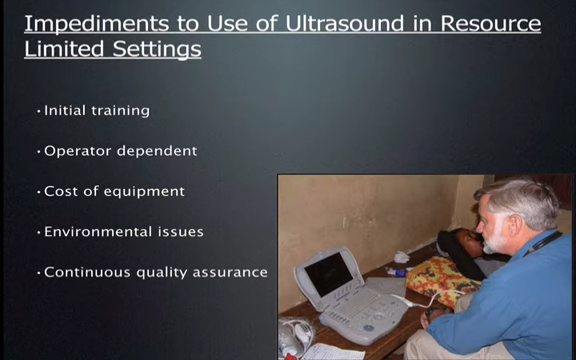 Impediments to Use of Ultrasound in Resource
Limited Settings
• Initial training
• Operator dependent
• Cost of equipment
• Environmental issues
• Continuous quality assurance